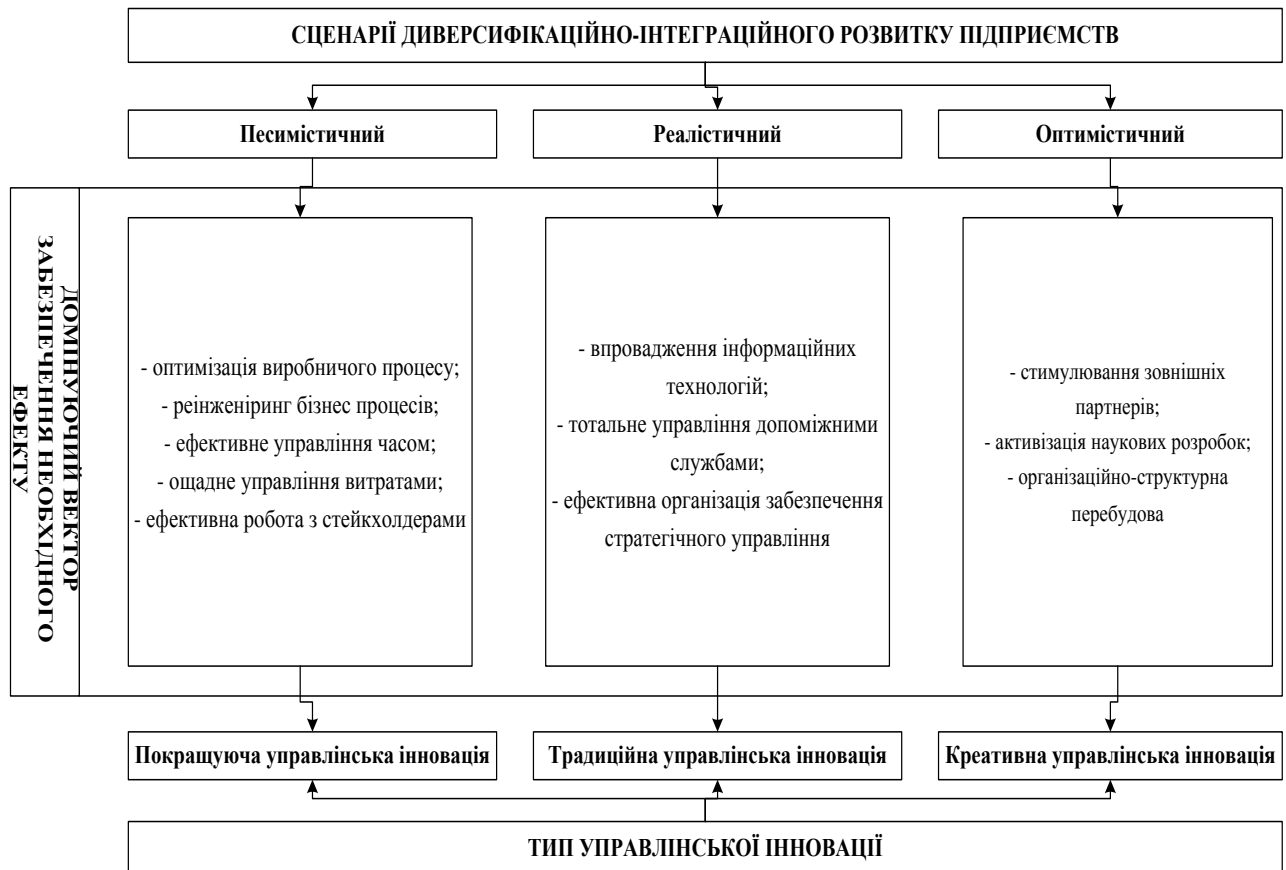 СЦЕНАРІЇ ДИВЕРСИФІКАЦІЙНО-ІНТЕГРАЦІЙНОГО РОЗВИТКУ ПІДПРИЄМСТВ
Песимістичний
Реалістичний
Оптимістичний
ДОМІНУЮЧИЙ ВЕКТОР
ЗАБЕЗПЕЧЕННЯ НЕОБХІДНОГО
ЕФЕКТУ
- оптимізація виробничого процесу;
- реінженіринг бізнес процесів;
- ефективне управління часом;
- ощадне управління витратами;
- ефективна робота з стейкхолдерами
- впровадження інформаційних
технологій;
- тотальне управління допоміжними
службами;
- ефективна організація забезпечення
стратегічного управління
- стимулювання зовнішніх
партнерів;
- активізація наукових розробок;
- організаційно-структурна
перебудова
Покращуюча управлінська інновація
Традиційна управлінська інновація
Креативна управлінська інновація
ТИП УПРАВЛІНСЬКОЇ ІННОВАЦІЇ